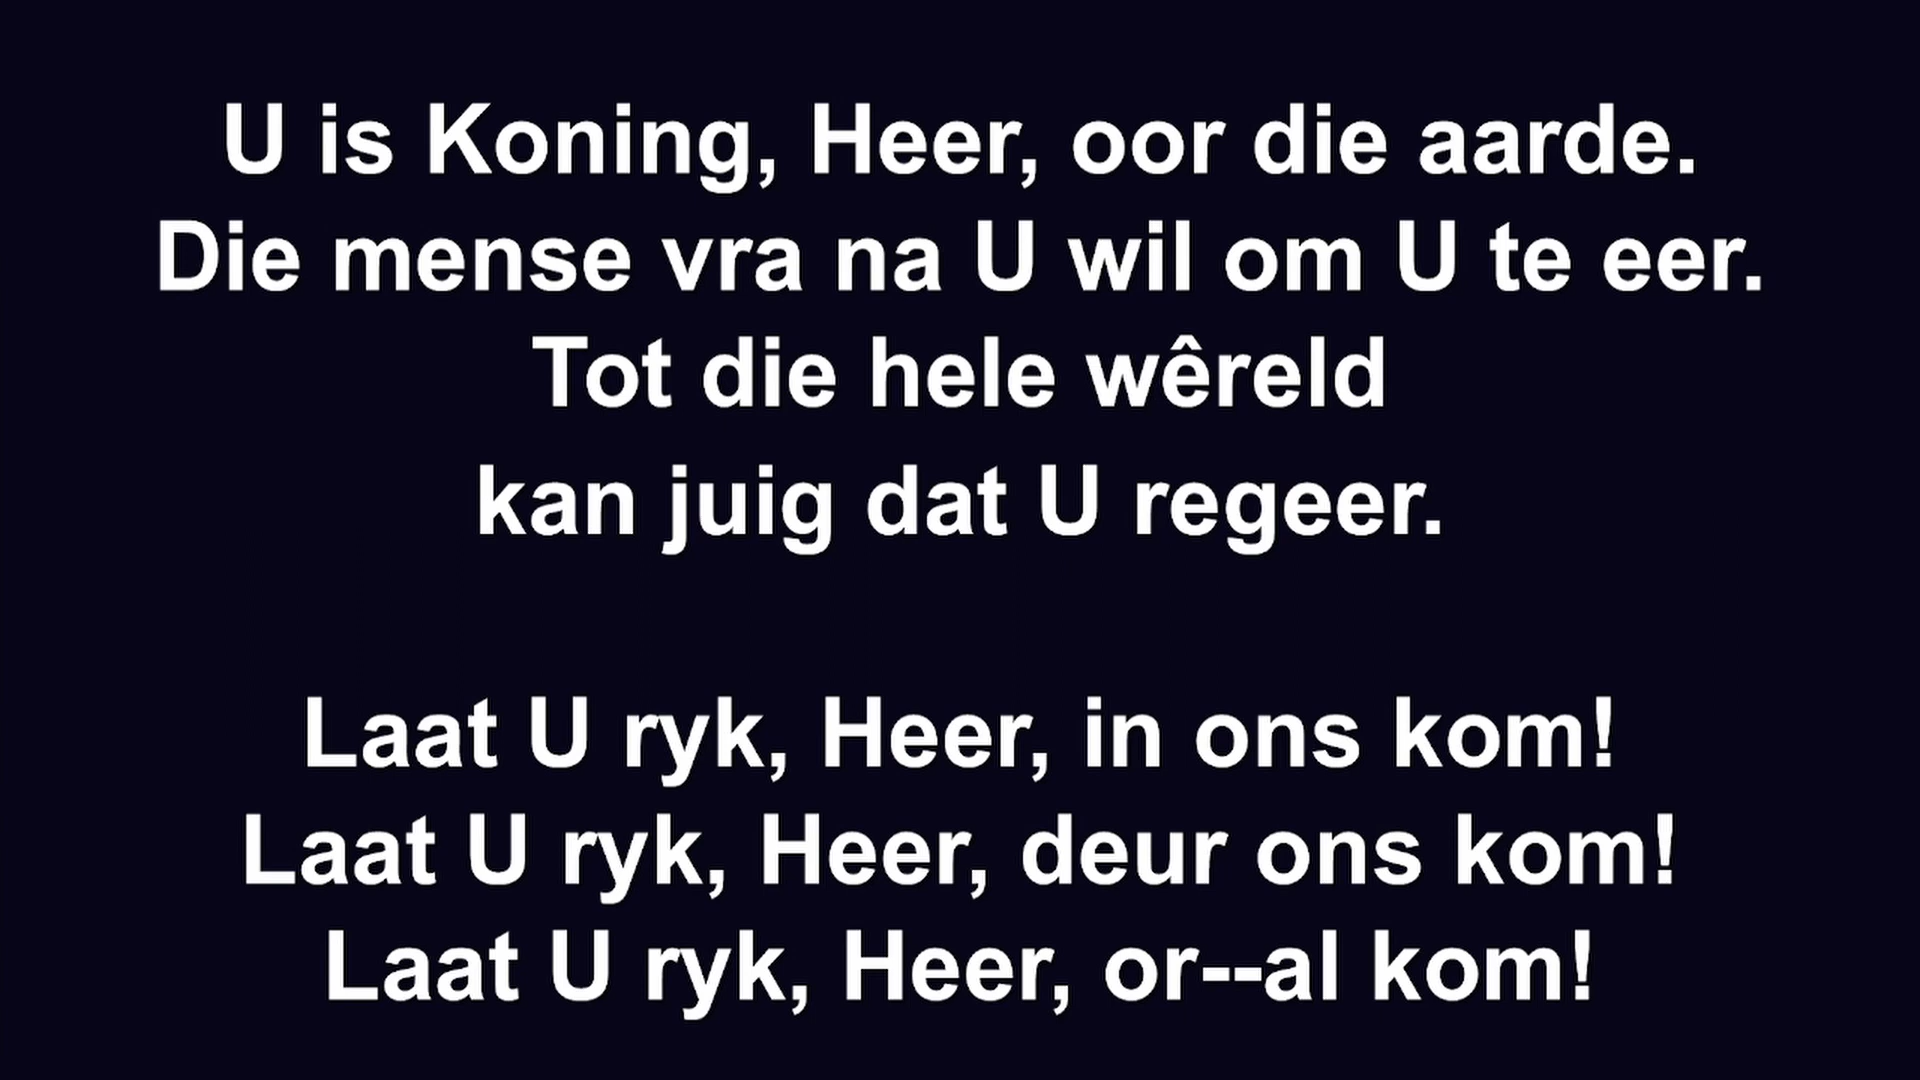 U is Koning, Heer, oor die aarde.
Die mense vra na U wil om U te eer.
Tot die hele wêreld
kan juig dat U regeer.
Laat U ryk, Heer, in ons kom!
Laat U ryk, Heer, deur ons kom!
Laat U ryk, Heer, or--al kom!